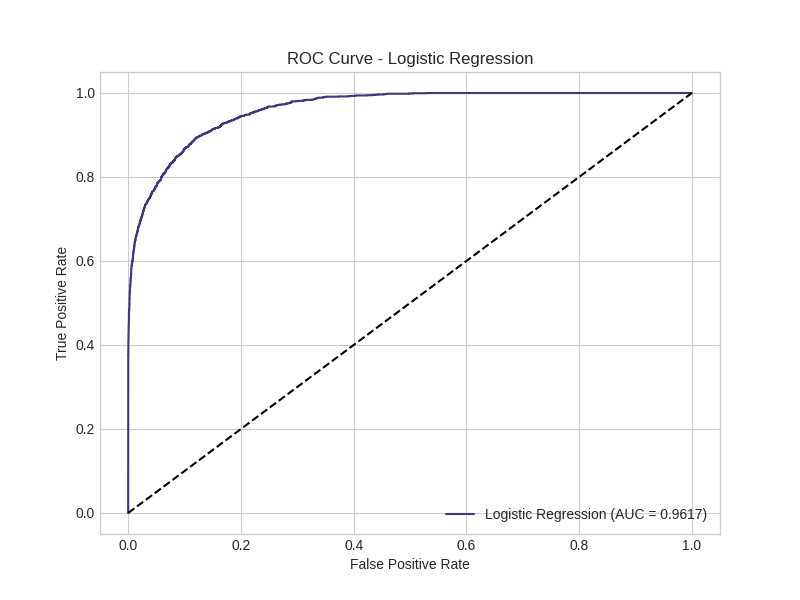 ROC Curve - Logistic Regression
1.0
0.8
0.6
0.4
0.2
0.0
True Positive Rate
Logistic Regression (AUC = 0.9617)
0.0 0.2 0.4 0.6 0.8 1.0
False Positive Rate